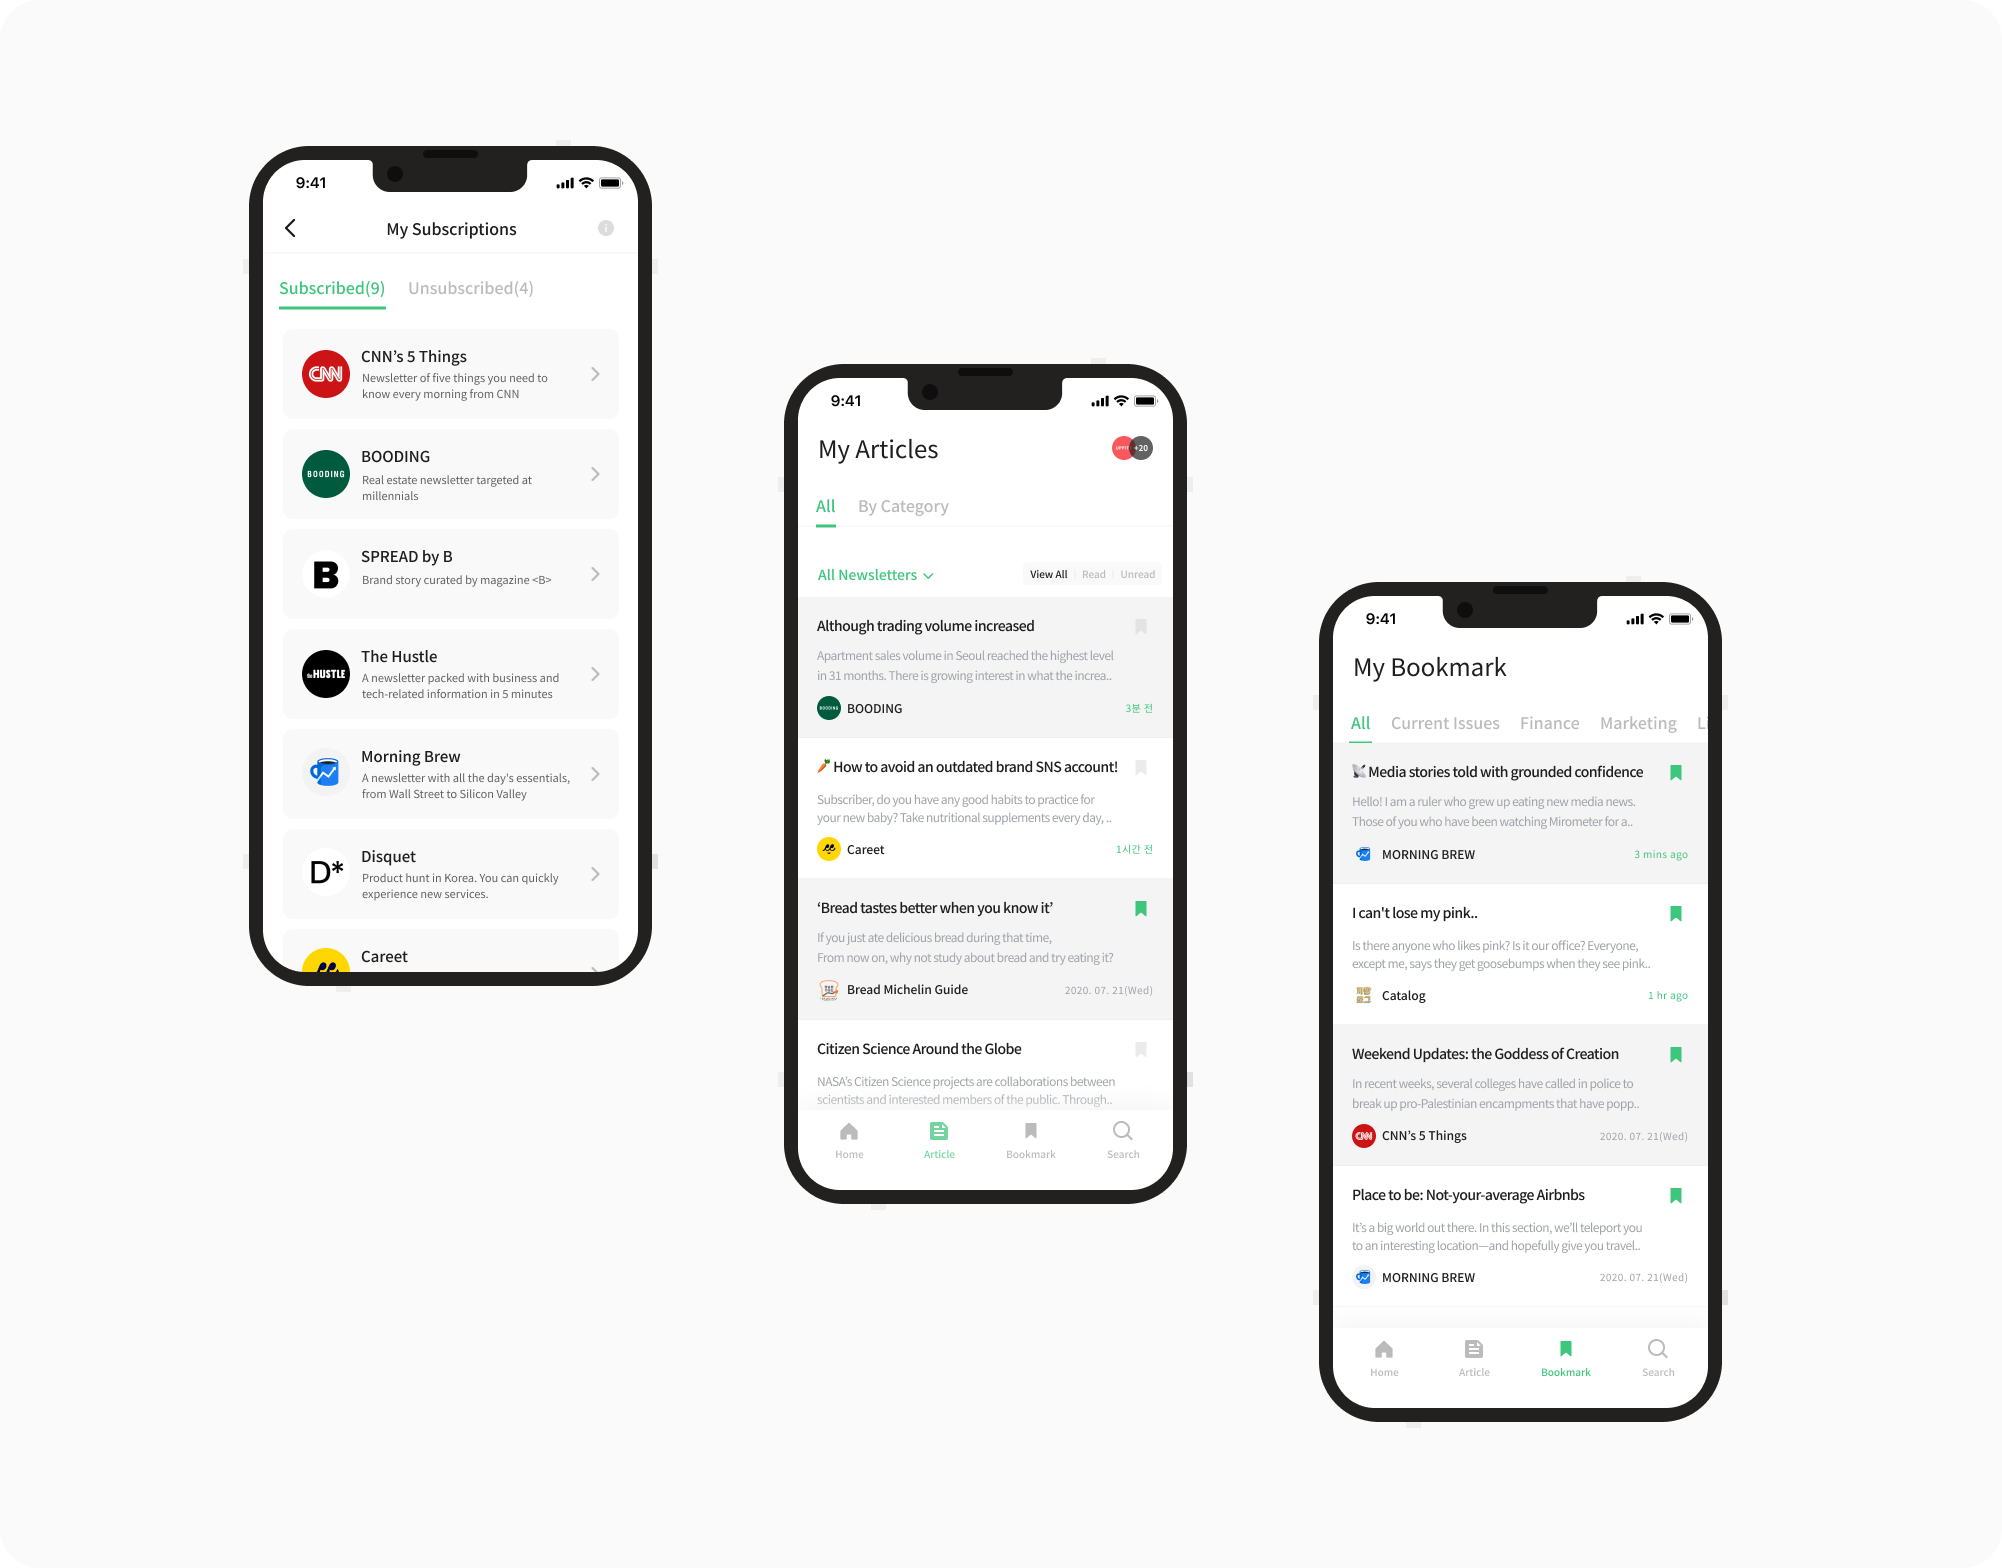 9:41
My Subscriptions
Subscribed(9) Unsubscribed(4)
CNN
CNN’s 5 Things
Newsletter of five things you need to
know every morning from CNN
BOODING
BOODING
Real estate newsletter targeted at
millennials
B
SPREAD by B
Brand story curated by magazine <B>
the HUSTLE
The Hustle
A newsletter packed with business and
tech-related information in 5 minutes
Morning Brew
A newsletter with all the day's essentials,
from Wall Street to Silicon Valley
D*
Disquet
Product hunt in Korea. You can quickly
experience new services.
Careet
9:41
My Articles
+20
All By Category
All Newsletters View All Read Unread
Although trading volume increased
Apartment sales volume in Seoul reached the highest level
in 31 months. There is growing interest in what the increa..
BOODING BOODING 3분 전
🥕 How to avoid an outdated brand SNS account!
Subscriber, do you have any good habits to practice for
your new baby? Take nutritional supplements every day, ..
Careet 1시간 전
‘Bread tastes better when you know it’
If you just ate delicious bread during that time,
From now on, why not study about bread and try eating it?
Bread Michelin Guide 2020. 07. 21(Wed)
Citizen Science Around the Globe
NASA’s Citizen Science projects are collaborations between
scientists and interested members of the public. Through..
Home Article Bookmark Search
9:41
My Bookmark
All Current Issues Finance Marketing Li
📡 Media stories told with grounded confidence
Hello! I am a ruler who grew up eating new media news.
Those of you who have been watching Mirometer for a..
MORNING BREW 3 mins ago
I can't lose my pink..
Is there anyone who likes pink? Is it our office? Everyone,
except me, says they get goosebumps when they see pink..
Catalog 1 hr ago
Weekend Updates: the Goddess of Creation
In recent weeks, several colleges have called in police to
break up pro-Palestinian encampments that have popp..
CNN CNN’s 5 Things 2020. 07. 21(Wed)
Place to be: Not-your-average Airbnbs
It’s a big world out there. In this section, we’ll teleport you
to an interesting location—and hopefully give you travel..
MORNING BREW 2020. 07. 21(Wed)
Home Article Bookmark Search